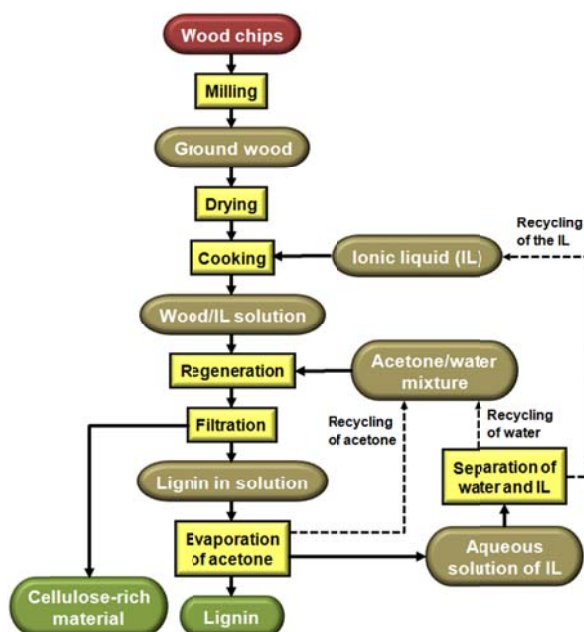 Wood chips
Milling
Ground wood
Drying
Recycling
of the IL
Cooking
Ionic liquid (IL)
Wood/IL solution
Regeneration
Acetone/water
mixture
Recycling
of acetone
Recycling
of water
Filtration
Lignin in solution
Separation of
water and IL
Evaporation
of acetone
Aqueous
solution of IL
Cellulose-rich
material
Lignin